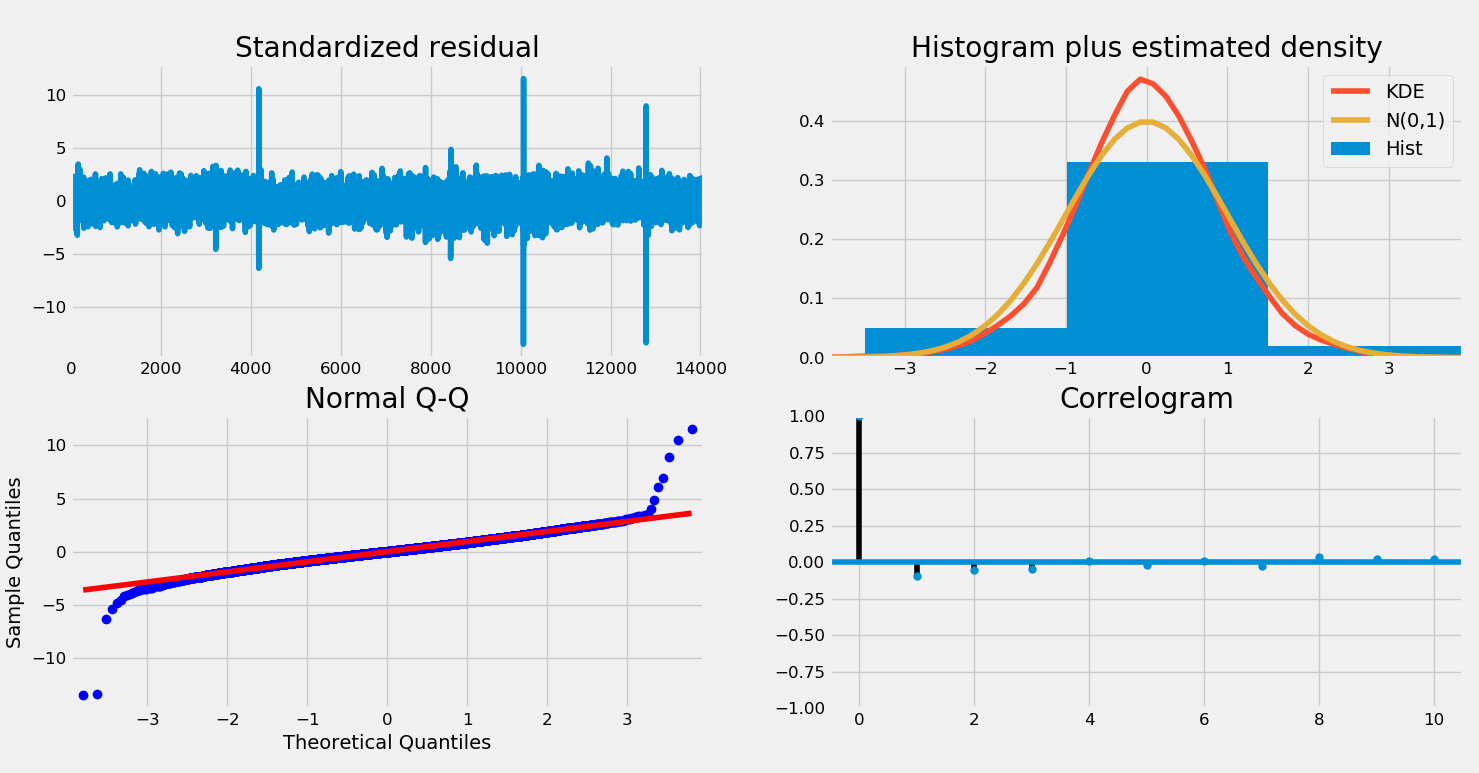 Standardized residual
10
5
0
−5
−10
0 2000 4000 6000 8000 10000 12000 14000
Histogram plus estimated density
KDE
N(0,1)
Hist
0.4
0.3
0.2
0.1
0.0
−3 −2 −1 0 1 2 3
Normal Q-Q
Sample Quantiles
10
5
0
−5
−10
−3 −2 −1 0 1 2 3
Theoretical Quantiles
Correlogram
1.00
0.75
0.50
0.25
0.00
−0.25
−0.50
−0.75
−1.00
0 2 4 6 8 10